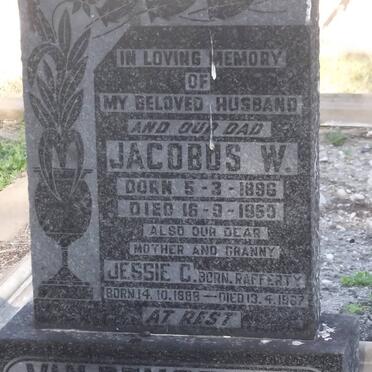 IN LOVING MEMORY
OF
MY BELOVED HUSBAND
AND OUR DAD
JACOBUS W.
BORN 5-3-1896
DIED 16-9-1950
ALSO OUR DEAR
MOTHER AND GRANNY
JESSIE C. BORN RAFFERTY
BORN 14.10.1889 — DIED 13.4.1967
AT REST